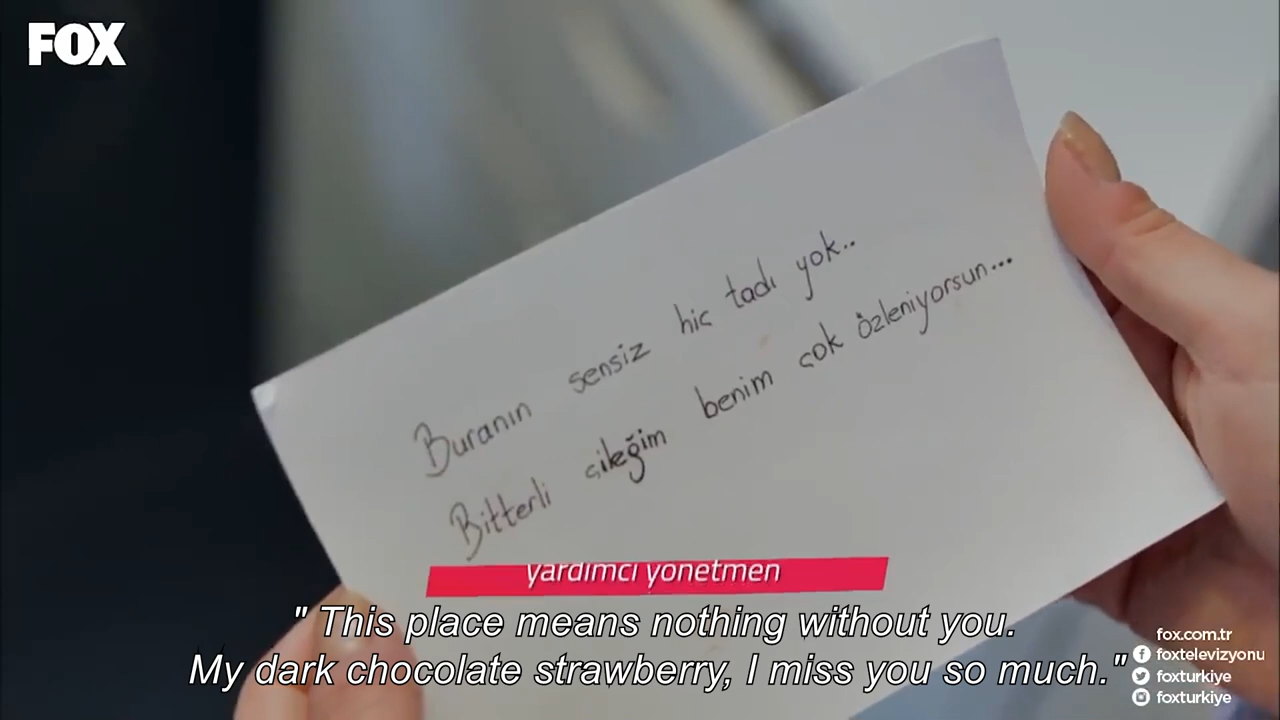 FOX
Buranın sensiz hiç tadı yok..
Bitterli çileğim benim çok özleniyorsun...
yardımcı yönetmen
" This place means nothing without you.
My dark chocolate strawberry, I miss you so much."
fox.com.tr
foxtelevizyonu
foxturkiye
foxturkiye